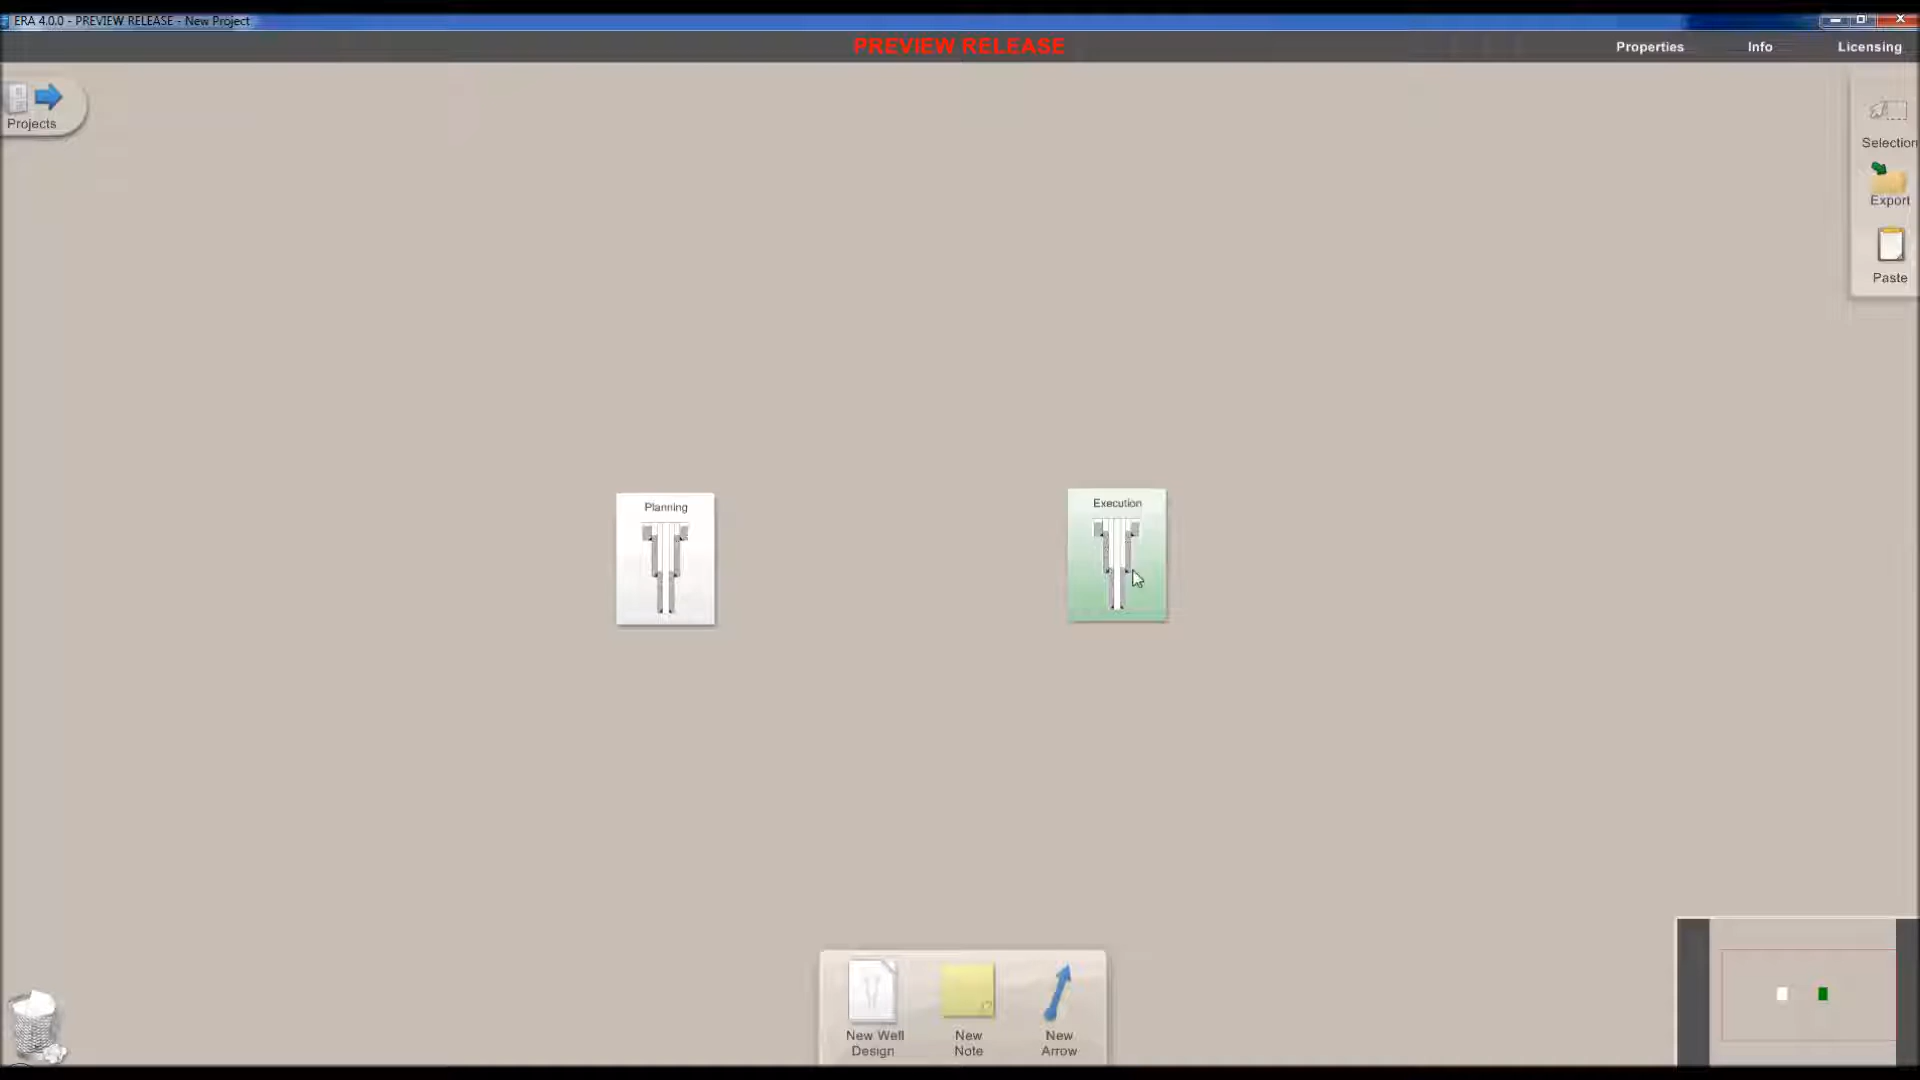 ERA 4.0.0 - PREVIEW RELEASE - New Project
PREVIEW RELEASE
Properties
Info
Licensing
Projects
Selection
Export
Paste
Planning
Execution
New Well
Design
New
Note
New
Arrow